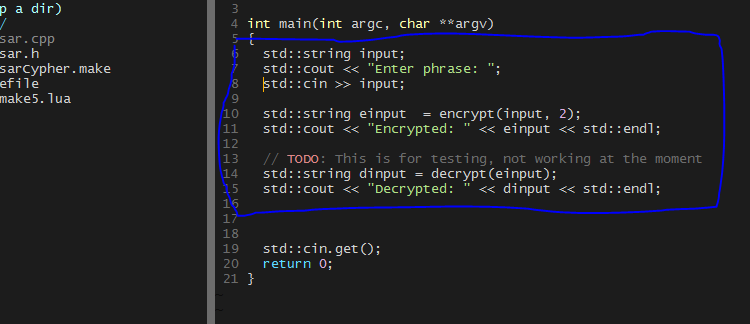 p a dir)
/
sar.cpp
sar.h
sarCypher.make
efile
make5.lua
3
4 int main(int argc, char **argv)
5 {
6 std::string input;
7 std::cout << "Enter phrase: ";
8 std::cin >> input;
9
10 std::string einput  = encrypt(input, 2);
11 std::cout << "Encrypted: " << einput << std::endl;
12
13 // TODO: This is for testing, not working at the moment
14 std::string dinput = decrypt(einput);
15 std::cout << "Decrypted: " << dinput << std::endl;
16
17
18
19 std::cin.get();
20 return 0;
21 }
~
~